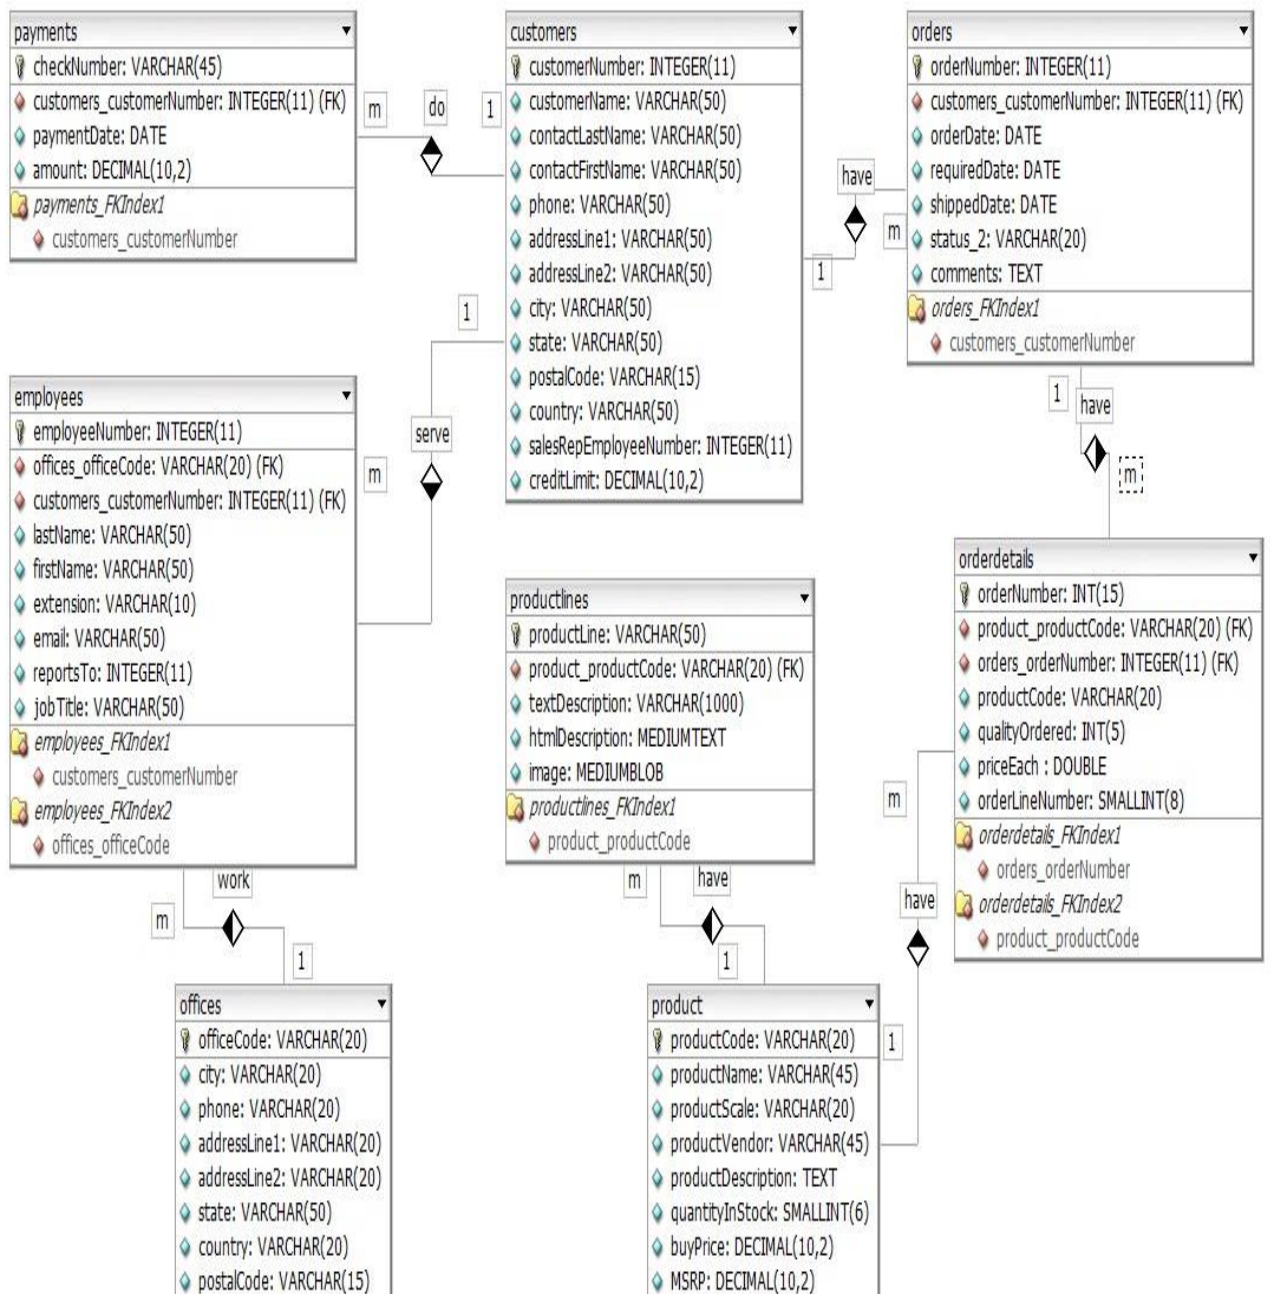 payments
checkNumber: VARCHAR(45)
customers_customerNumber: INTEGER(11) (FK)
paymentDate: DATE
amount: DECIMAL(10,2)
payments_FKIndex1
customers_customerNumber
m
do
1
customers
customerNumber: INTEGER(11)
customerName: VARCHAR(50)
contactLastName: VARCHAR(50)
contactFirstName: VARCHAR(50)
phone: VARCHAR(50)
addressLine1: VARCHAR(50)
addressLine2: VARCHAR(50)
city: VARCHAR(50)
state: VARCHAR(50)
postalCode: VARCHAR(15)
country: VARCHAR(50)
salesRepEmployeeNumber: INTEGER(11)
creditLimit: DECIMAL(10,2)
have
m
1
orders
orderNumber: INTEGER(11)
customers_customerNumber: INTEGER(11) (FK)
orderDate: DATE
requiredDate: DATE
shippedDate: DATE
status_2: VARCHAR(20)
comments: TEXT
orders_FKIndex1
customers_customerNumber
1
serve
m
employees
employeeNumber: INTEGER(11)
offices_officeCode: VARCHAR(20) (FK)
customers_customerNumber: INTEGER(11) (FK)
lastName: VARCHAR(50)
firstName: VARCHAR(50)
extension: VARCHAR(10)
email: VARCHAR(50)
reportsTo: INTEGER(11)
jobTitle: VARCHAR(50)
employees_FKIndex1
customers_customerNumber
employees_FKIndex2
offices_officeCode
productlines
productLine: VARCHAR(50)
product_productCode: VARCHAR(20) (FK)
textDescription: VARCHAR(1000)
htmlDescription: MEDIUMTEXT
image: MEDIUMBLOB
productlines_FKIndex1
product_productCode
1
have
m
orderdetails
orderNumber: INT(15)
product_productCode: VARCHAR(20) (FK)
orders_orderNumber: INTEGER(11) (FK)
productCode: VARCHAR(20)
qualityOrdered: INT(5)
priceEach : DOUBLE
orderLineNumber: SMALLINT(8)
orderdetails_FKIndex1
orders_orderNumber
orderdetails_FKIndex2
product_productCode
work
m
1
offices
officeCode: VARCHAR(20)
city: VARCHAR(20)
phone: VARCHAR(20)
addressLine1: VARCHAR(20)
addressLine2: VARCHAR(20)
state: VARCHAR(50)
country: VARCHAR(20)
postalCode: VARCHAR(15)
m
have
1
product
productCode: VARCHAR(20)
productName: VARCHAR(45)
productScale: VARCHAR(20)
productVendor: VARCHAR(45)
productDescription: TEXT
quantityInStock: SMALLINT(6)
buyPrice: DECIMAL(10,2)
MSRP: DECIMAL(10,2)
m
have
1